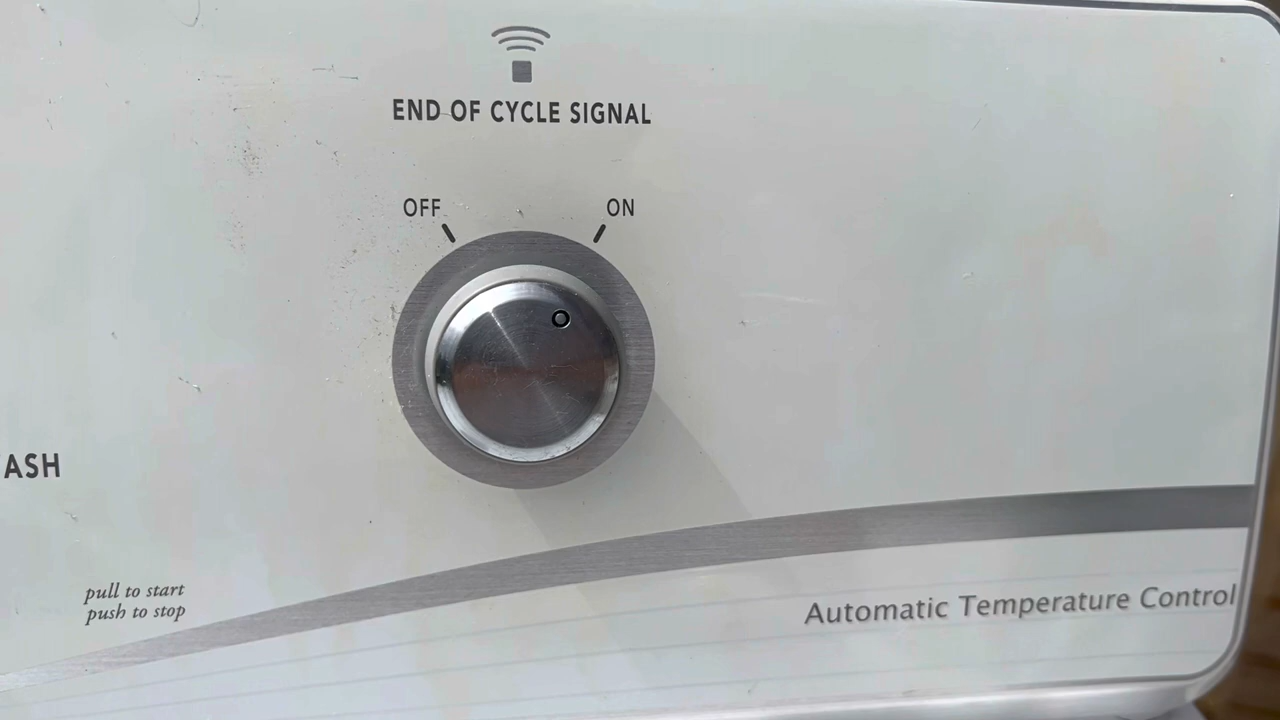 END OF CYCLE SIGNAL
OFF
ON
ASH
pull to start
push to stop
Automatic Temperature Control